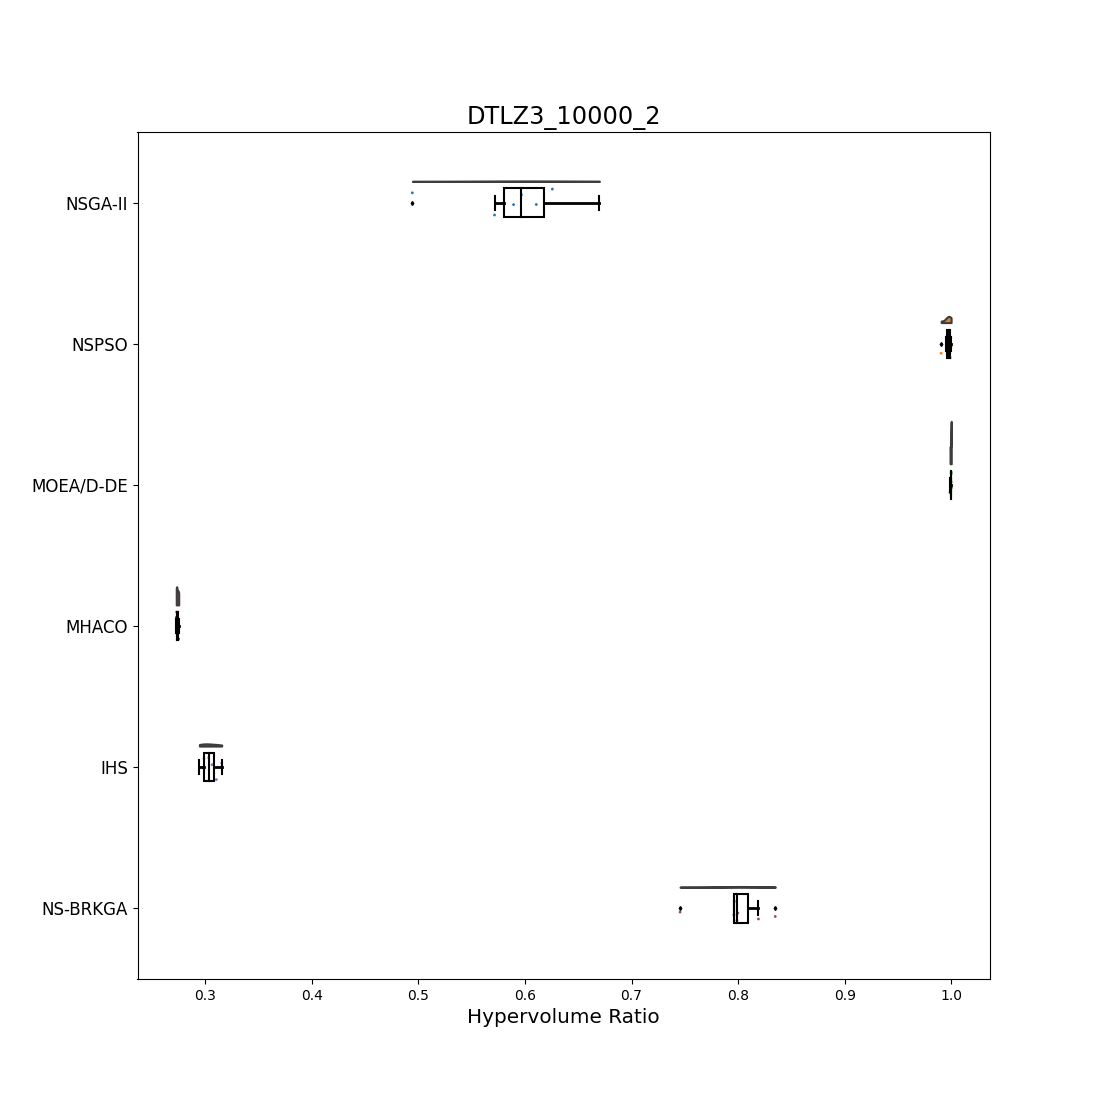 DTLZ3_10000_2
NSGA-II
NSPSO
MOEA/D-DE
MHACO
IHS
NS-BRKGA
0.3 0.4 0.5 0.6 0.7 0.8 0.9 1.0
Hypervolume Ratio